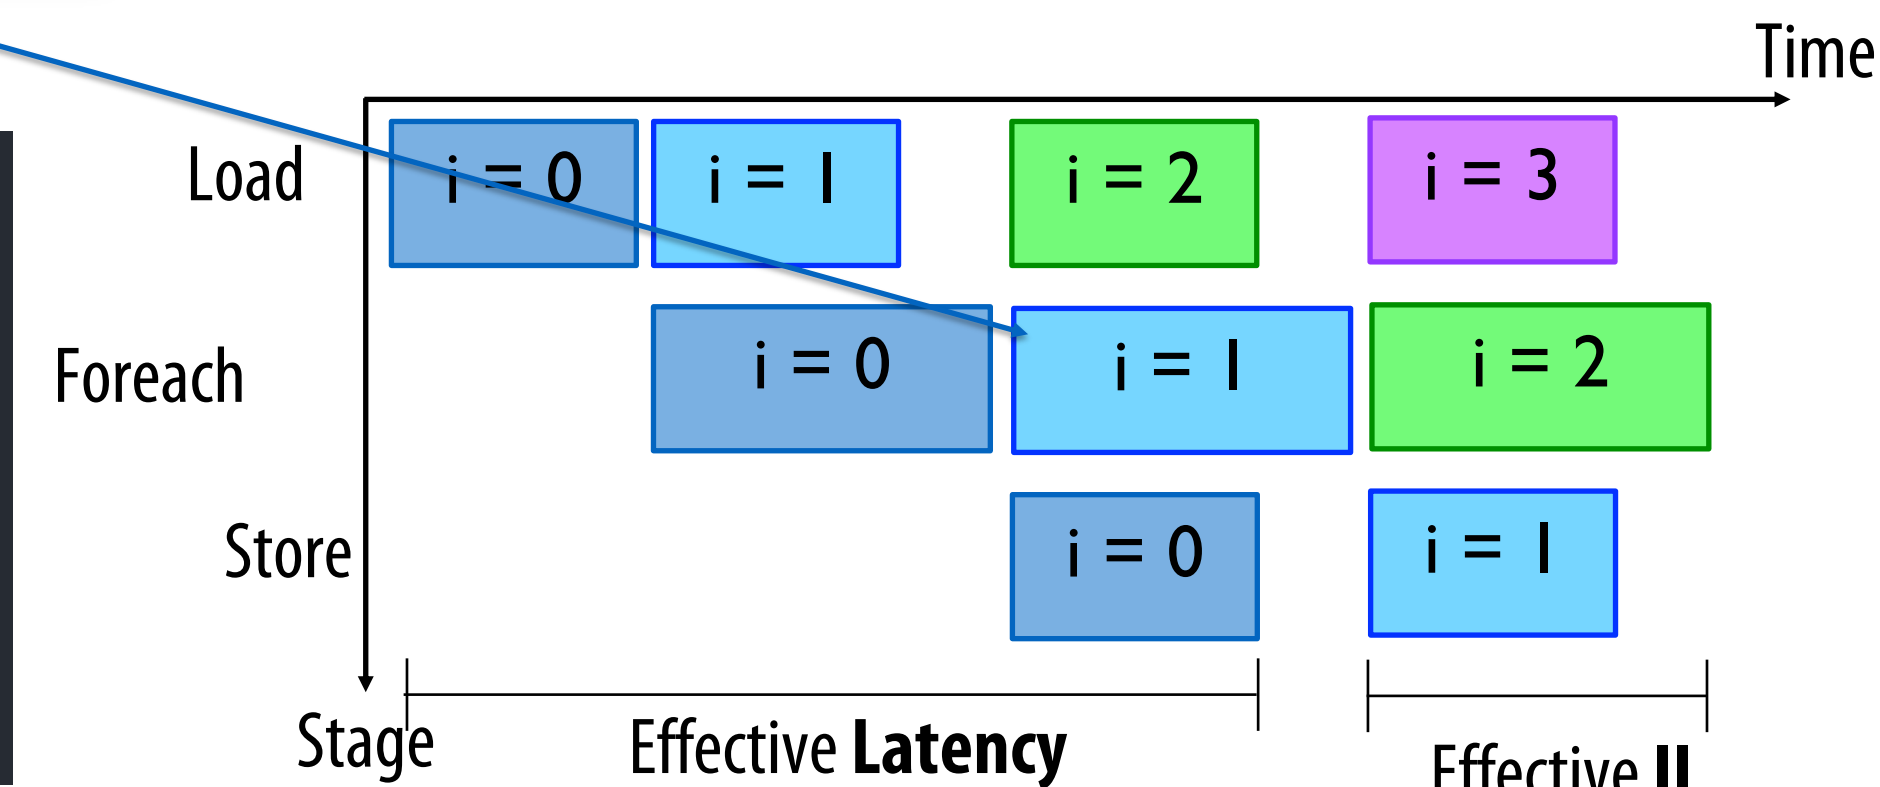 Time
Load i = 0 i = 1 i = 2 i = 3
Foreach i = 0 i = 1 i = 2
Store i = 0 i = 1
Stage Effective Latency Effective II